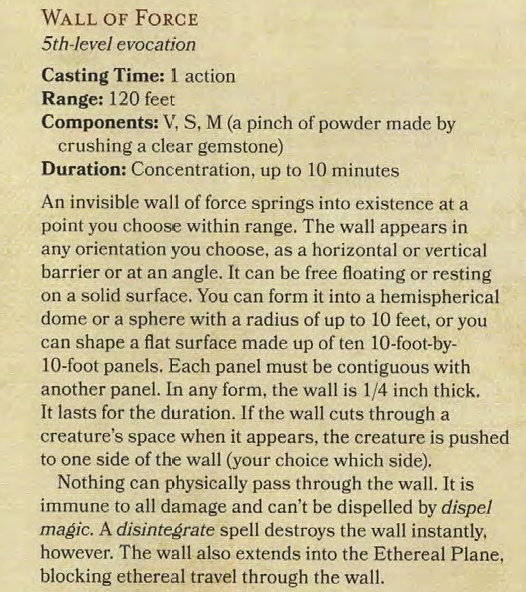 WALL OF FORCE
5th-level evocation
Casting Time: 1 action
Range: 120 feet
Components: V, S, M (a pinch of powder made by
crushing a clear gemstone)
Duration: Concentration, up to 10 minutes
An invisible wall of force springs into existence at a
point you choose within range. The wall appears in
any orientation you choose, as a horizontal or vertical
barrier or at an angle. It can be free floating or resting
on a solid surface. You can form it into a hemispherical
dome or a sphere with a radius of up to 10 feet, or you
can shape a flat surface made up of ten 10-foot-by-
10-foot panels. Each panel must be contiguous with
another panel. In any form, the wall is 1/4 inch thick.
It lasts for the duration. If the wall cuts through a
creature's space when it appears, the creature is pushed
to one side of the wall (your choice which side).
Nothing can physically pass through the wall. It is
immune to all damage and can't be dispelled by dispel
magic. A disintegrate spell destroys the wall instantly,
however. The wall also extends into the Ethereal Plane,
blocking ethereal travel through the wall.